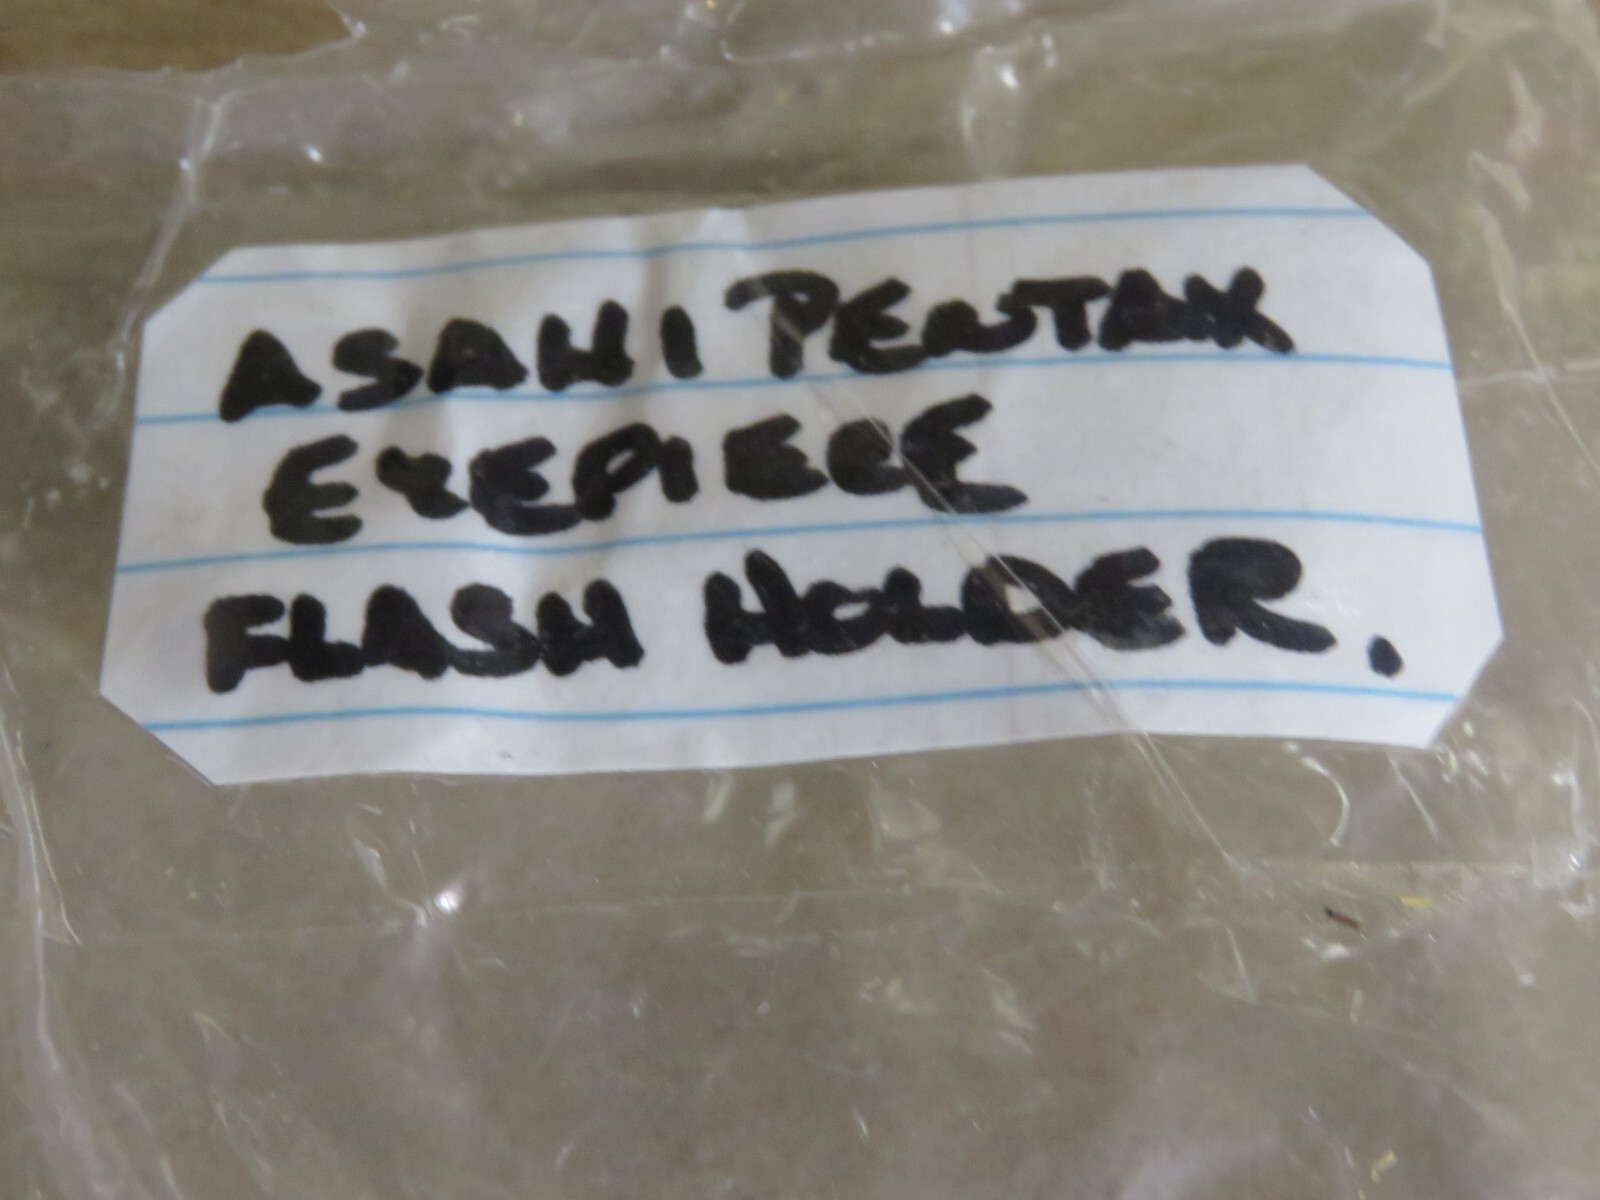 ASAHI PENTAX
EYEPIECE
FLASH HOLDER.